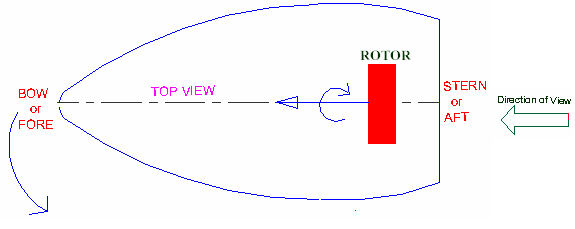 ROTOR
TOP VIEW
BOW
or
FORE
STERN
or
AFT
Direction of View